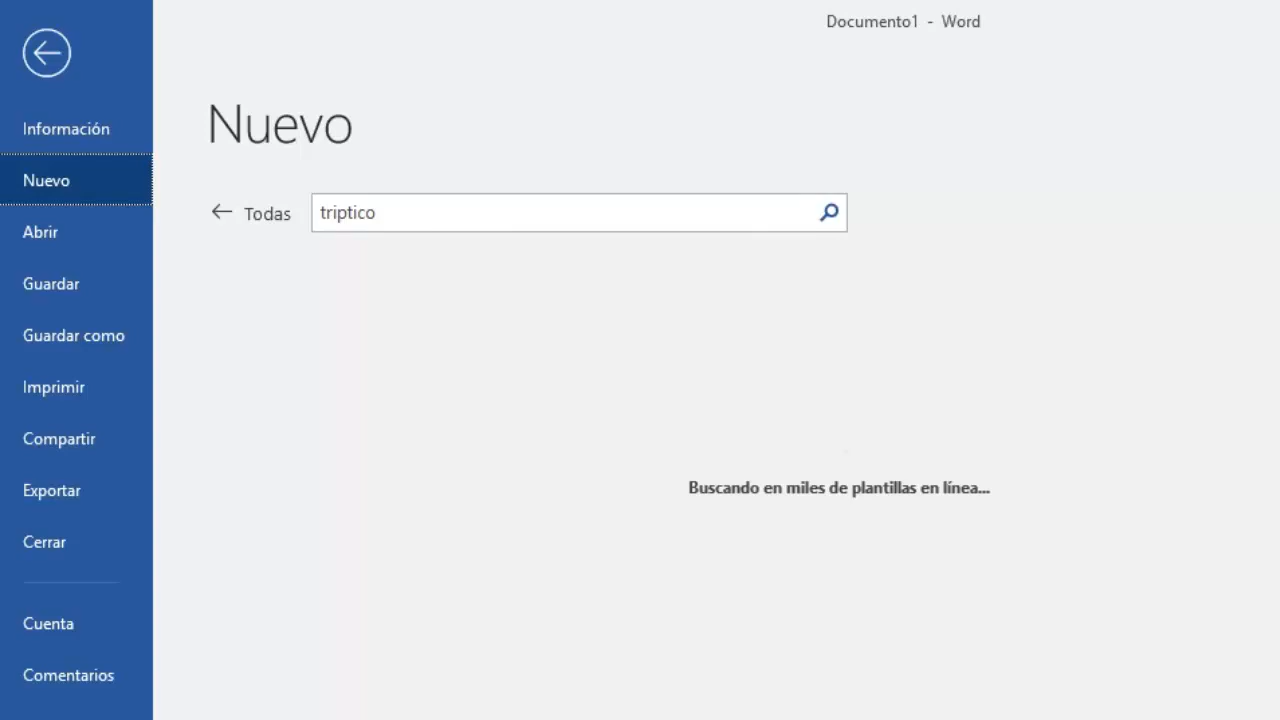 Documento1 - Word
Información
Nuevo
Abrir
Guardar
Guardar como
Imprimir
Compartir
Exportar
Cerrar
Cuenta
Comentarios
Nuevo
Todas
triptico
Buscando en miles de plantillas en línea...